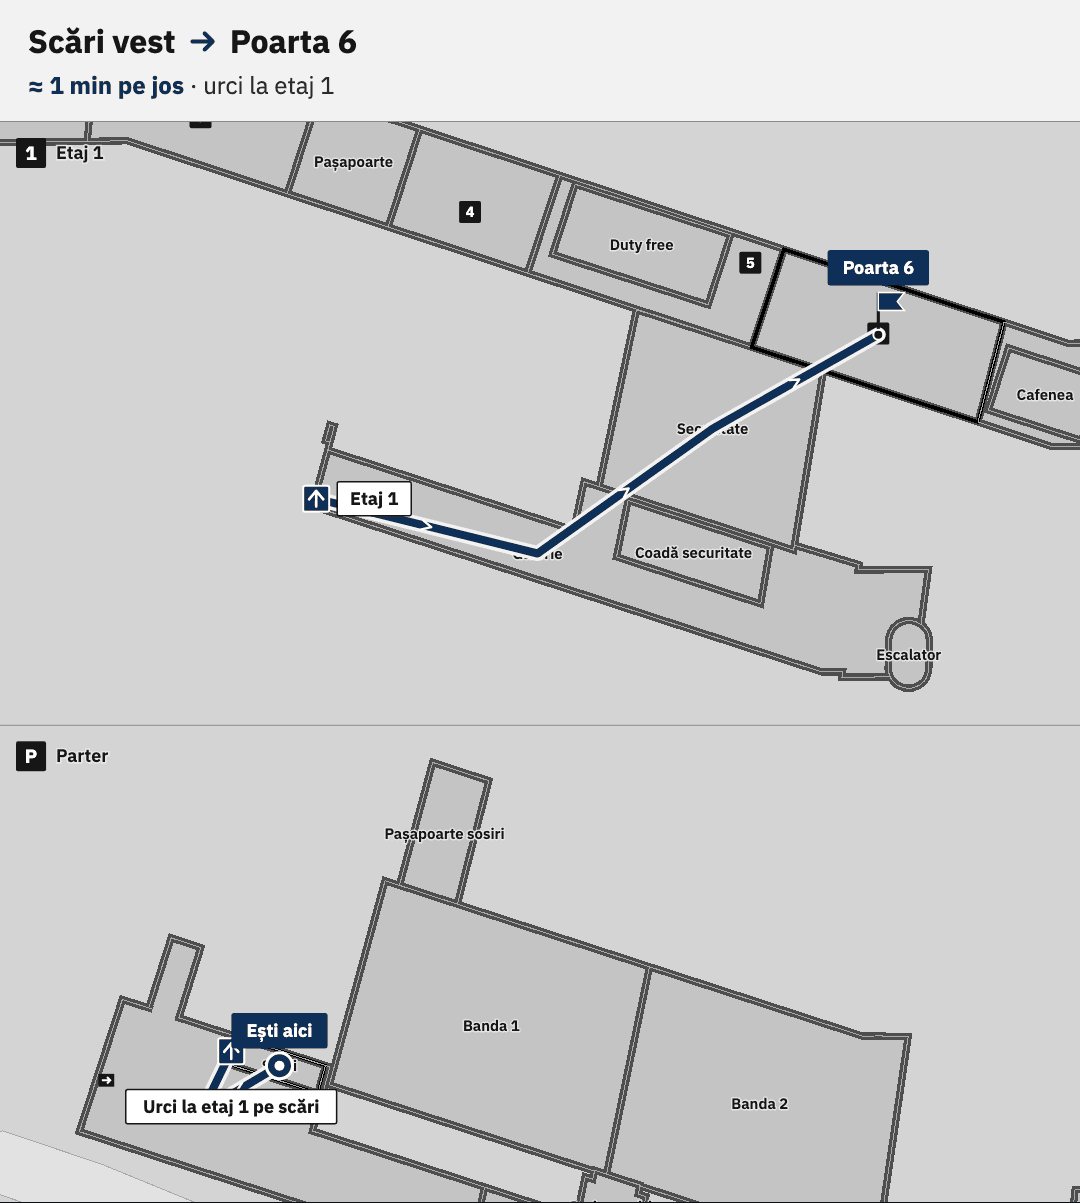 Scări vest → Poarta 6
≈ 1 min pe jos · urci la etaj 1
1 Etaj 1
Pașapoarte
4
Duty free
5
Poarta 6
Cafenea
Securitate
Etaj 1
Coadă securitate
Escalator
P Parter
Pașapoarte sosiri
Banda 1
Ești aici
Urci la etaj 1 pe scări
Banda 2